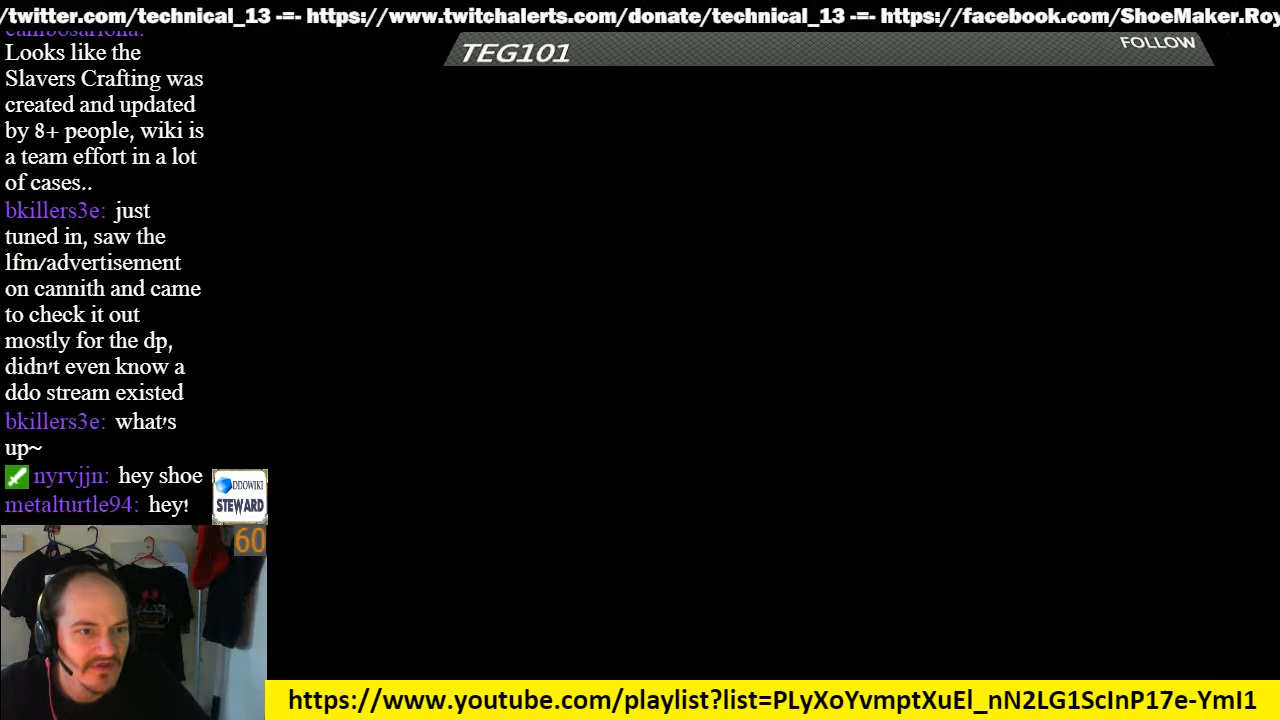 /twitter.com/technical_13 -=- https://www.twitchalerts.com/donate/technical_13 -=- https://facebook.com/ShoeMaker.Roy
TEG101
FOLLOW
Looks like the
Slavers Crafting was
created and updated
by 8+ people, wiki is
a team effort in a lot
of cases..
bkillers3e: just
tuned in, saw the
lfm/advertisement
on cannith and came
to check it out
mostly for the dp,
didn't even know a
ddo stream existed
bkillers3e: what's
up~
nyrvjjn: hey shoe
metalturtle94: hey!
DDOWIKI
STEWARD
60
https://www.youtube.com/playlist?list=PLyXoYvmptXuEl_nN2LG1ScInP17e-YmI1